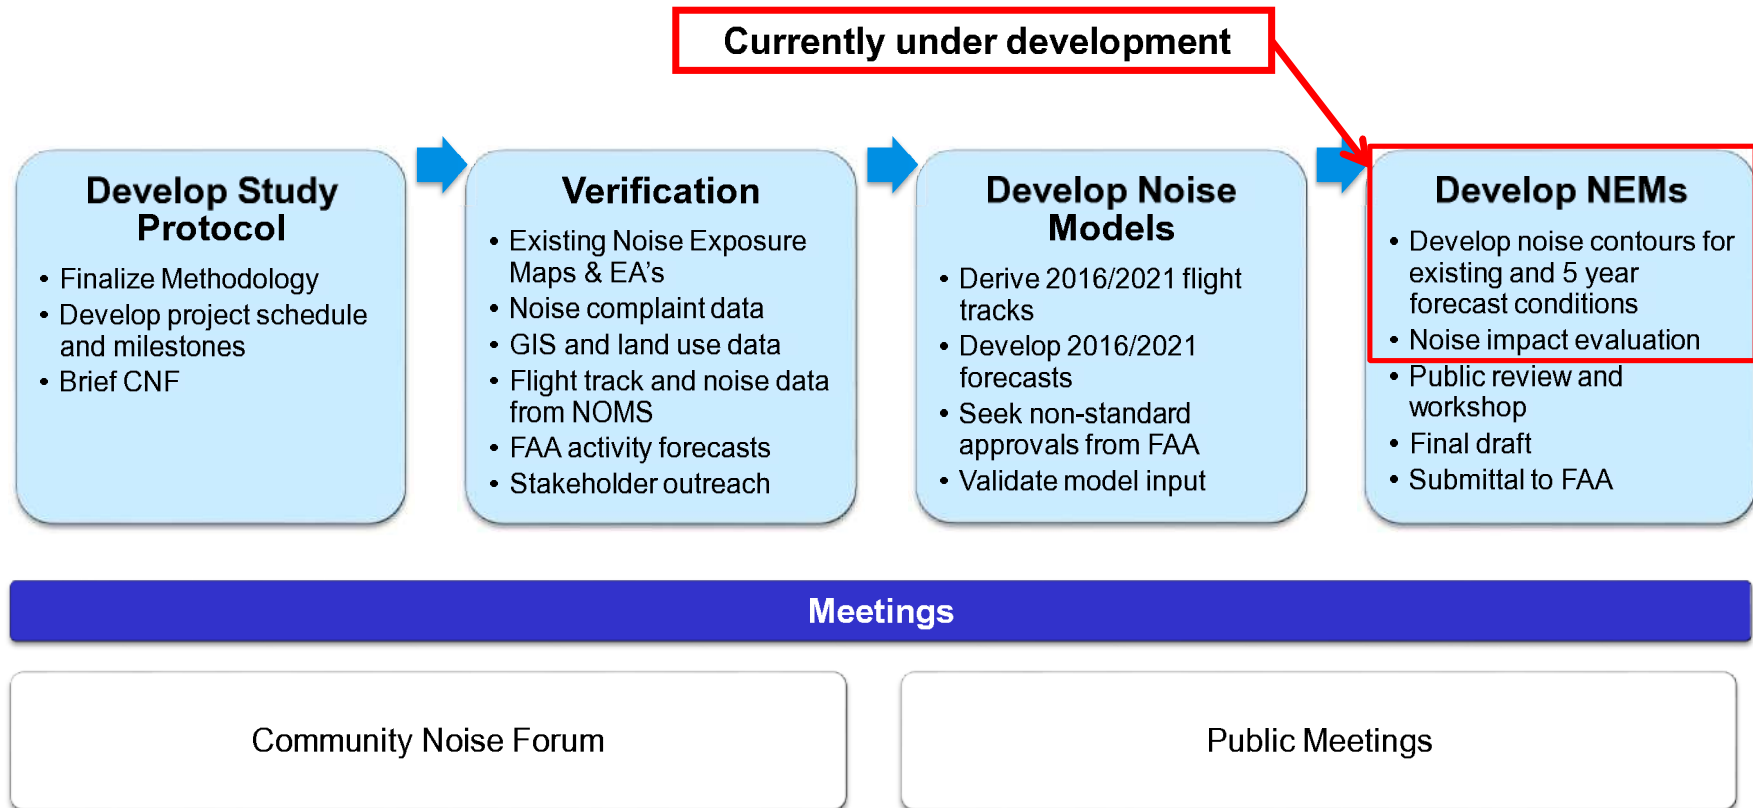 Currently under development
Develop Study
Protocol
• Finalize Methodology
• Develop project schedule
and milestones
• Brief CNF
Verification
• Existing Noise Exposure
Maps & EA's
• Noise complaint data
• GIS and land use data
• Flight track and noise data
from NOMS
• FAA activity forecasts
• Stakeholder outreach
Develop Noise
Models
• Derive 2016/2021 flight
tracks
• Develop 2016/2021
forecasts
• Seek non-standard
approvals from FAA
• Validate model input
Develop NEMs
• Develop noise contours for
existing and 5 year
forecast conditions
• Noise impact evaluation
• Public review and
workshop
• Final draft
• Submittal to FAA
Meetings
Community Noise Forum
Public Meetings